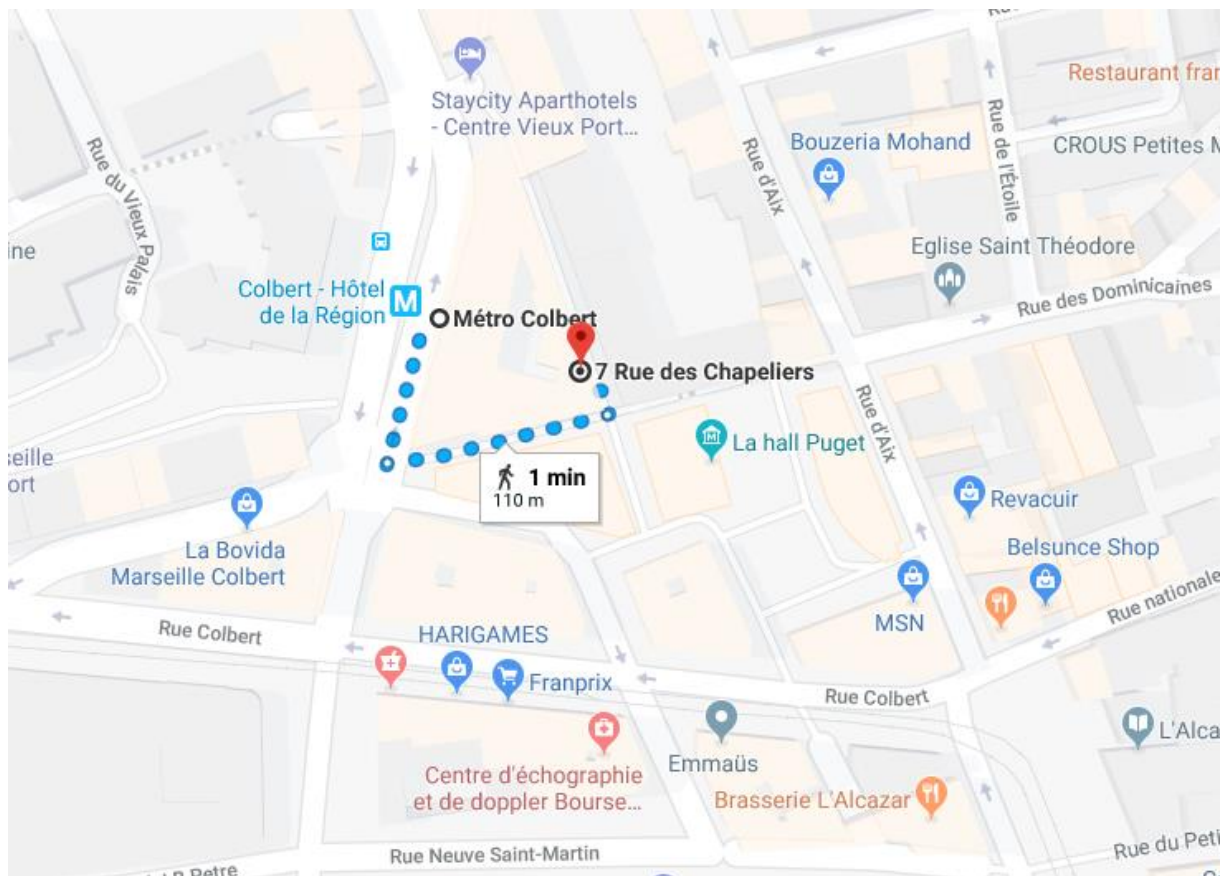 Staycity Aparthotels
- Centre Vieux Port...
Restaurant fran
Rue de l'Étoile
Bouzeria Mohand
CROUS Petites M
Rue du Vieux Palais
Rue d'Aix
ine
Eglise Saint Théodore
Colbert - Hôtel
de la Région
M
Métro Colbert
Rue des Dominicaines
7 Rue des Chapeliers
Rue d'Aix
La hall Puget
seille
ort
1 min
110 m
Revacuir
La Bovida
Marseille Colbert
Belsunce Shop
Rue nationale
MSN
Rue Colbert
HARIGAMES
Franprix
Rue Colbert
L'Alca
Emmaüs
Centre d'échographie
et de doppler Bourse...
Brasserie L'Alcazar
Rue Neuve Saint-Martin
Rue du Peti